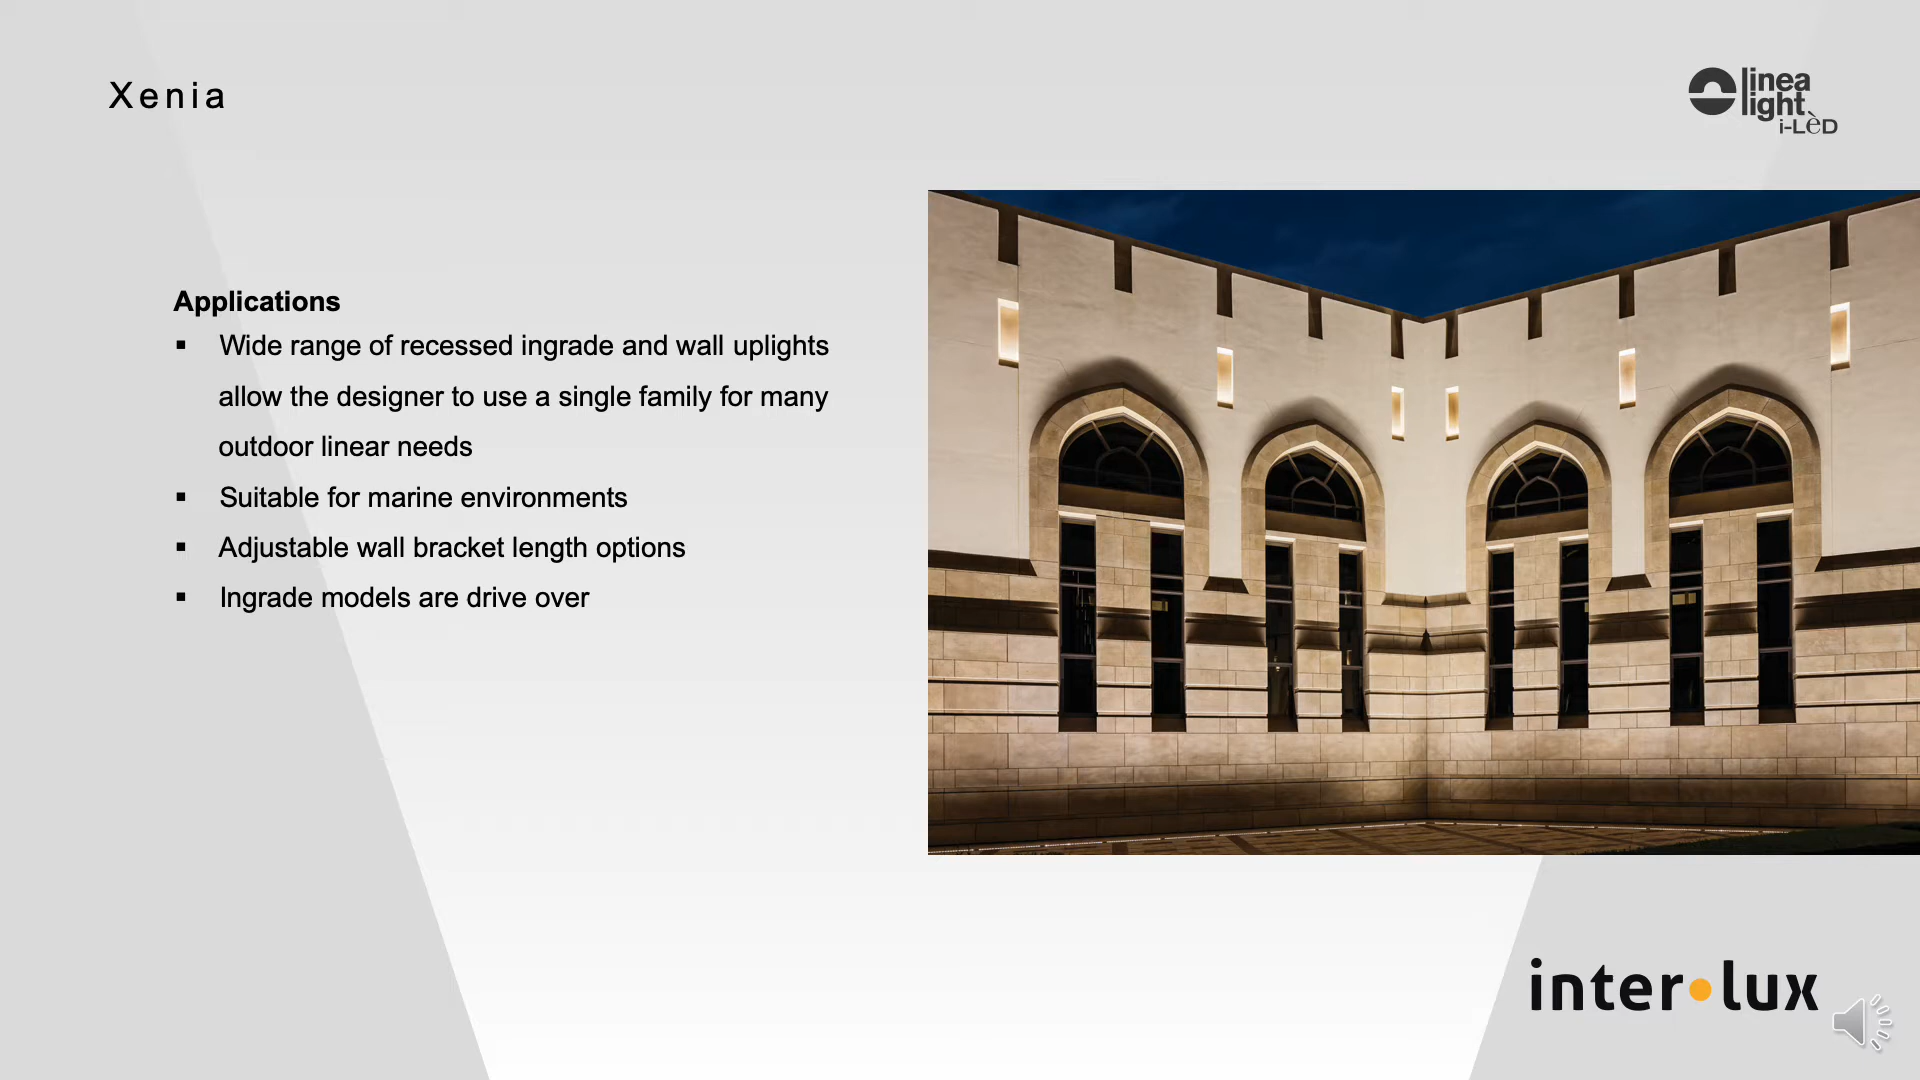 Xenia
linea
light
i-LèD
Applications
▪ Wide range of recessed ingrade and wall uplights
allow the designer to use a single family for many
outdoor linear needs
▪ Suitable for marine environments
▪ Adjustable wall bracket length options
▪ Ingrade models are drive over
inter•lux